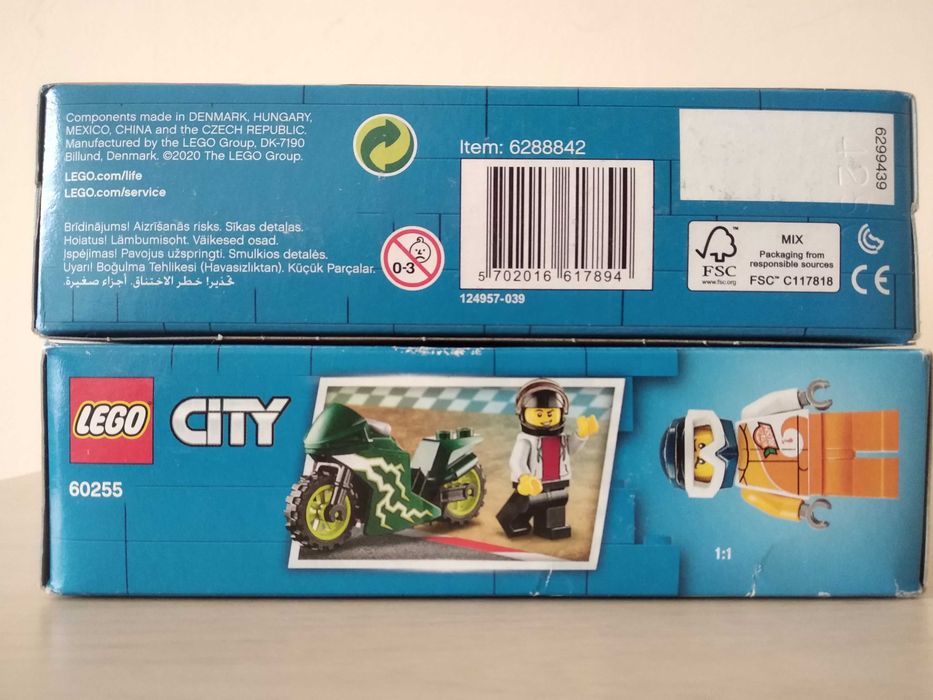 Components made in DENMARK, HUNGARY,
MEXICO, CHINA and the CZECH REPUBLIC.
Manufactured by the LEGO Group, DK-7190
Billund, Denmark. ©2020 The LEGO Group.
LEGO.com/life
LEGO.com/service
Brīdinājums! Aizrīšanās risks. Sīkas detaļas.
Hoiatus! Lämbumisoht. Väikesed osad.
Įspėjimas! Pavojus užspringti. Smulkios detalės.
Uyarı! Boğulma Tehlikesi (Havasızlıktan). Küçük Parçalar.
تحذير! خطر الاختناق. أجزاء صغيرة.
0-3
Item: 6288842
5 702016 617894
124957-039
6299439
FSC™
www.fsc.org
MIX
Packaging from
responsible sources
FSC™ C117818
CE
LEGO
CITY
60255
1:1